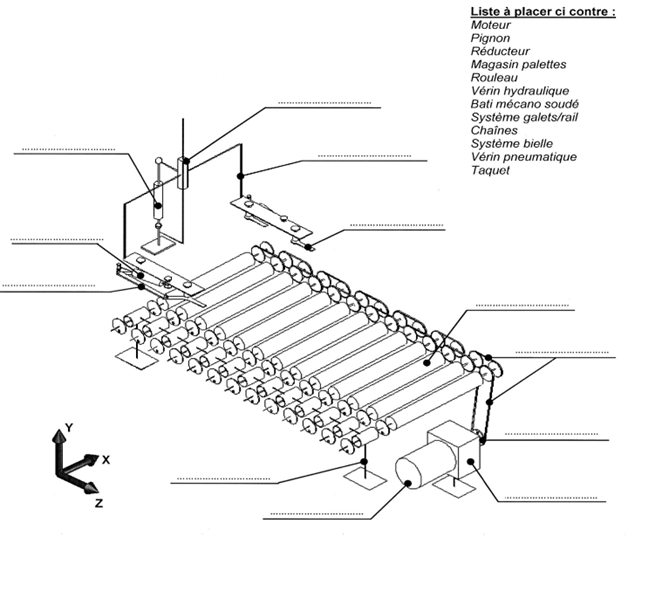 Liste à placer ci contre :
Moteur
Pignon
Réducteur
Magasin palettes
Rouleau
Vérin hydraulique
Bati mécano soudé
Système galets/rail
Chaînes
Système bielle
Vérin pneumatique
Taquet
Y
X
Z